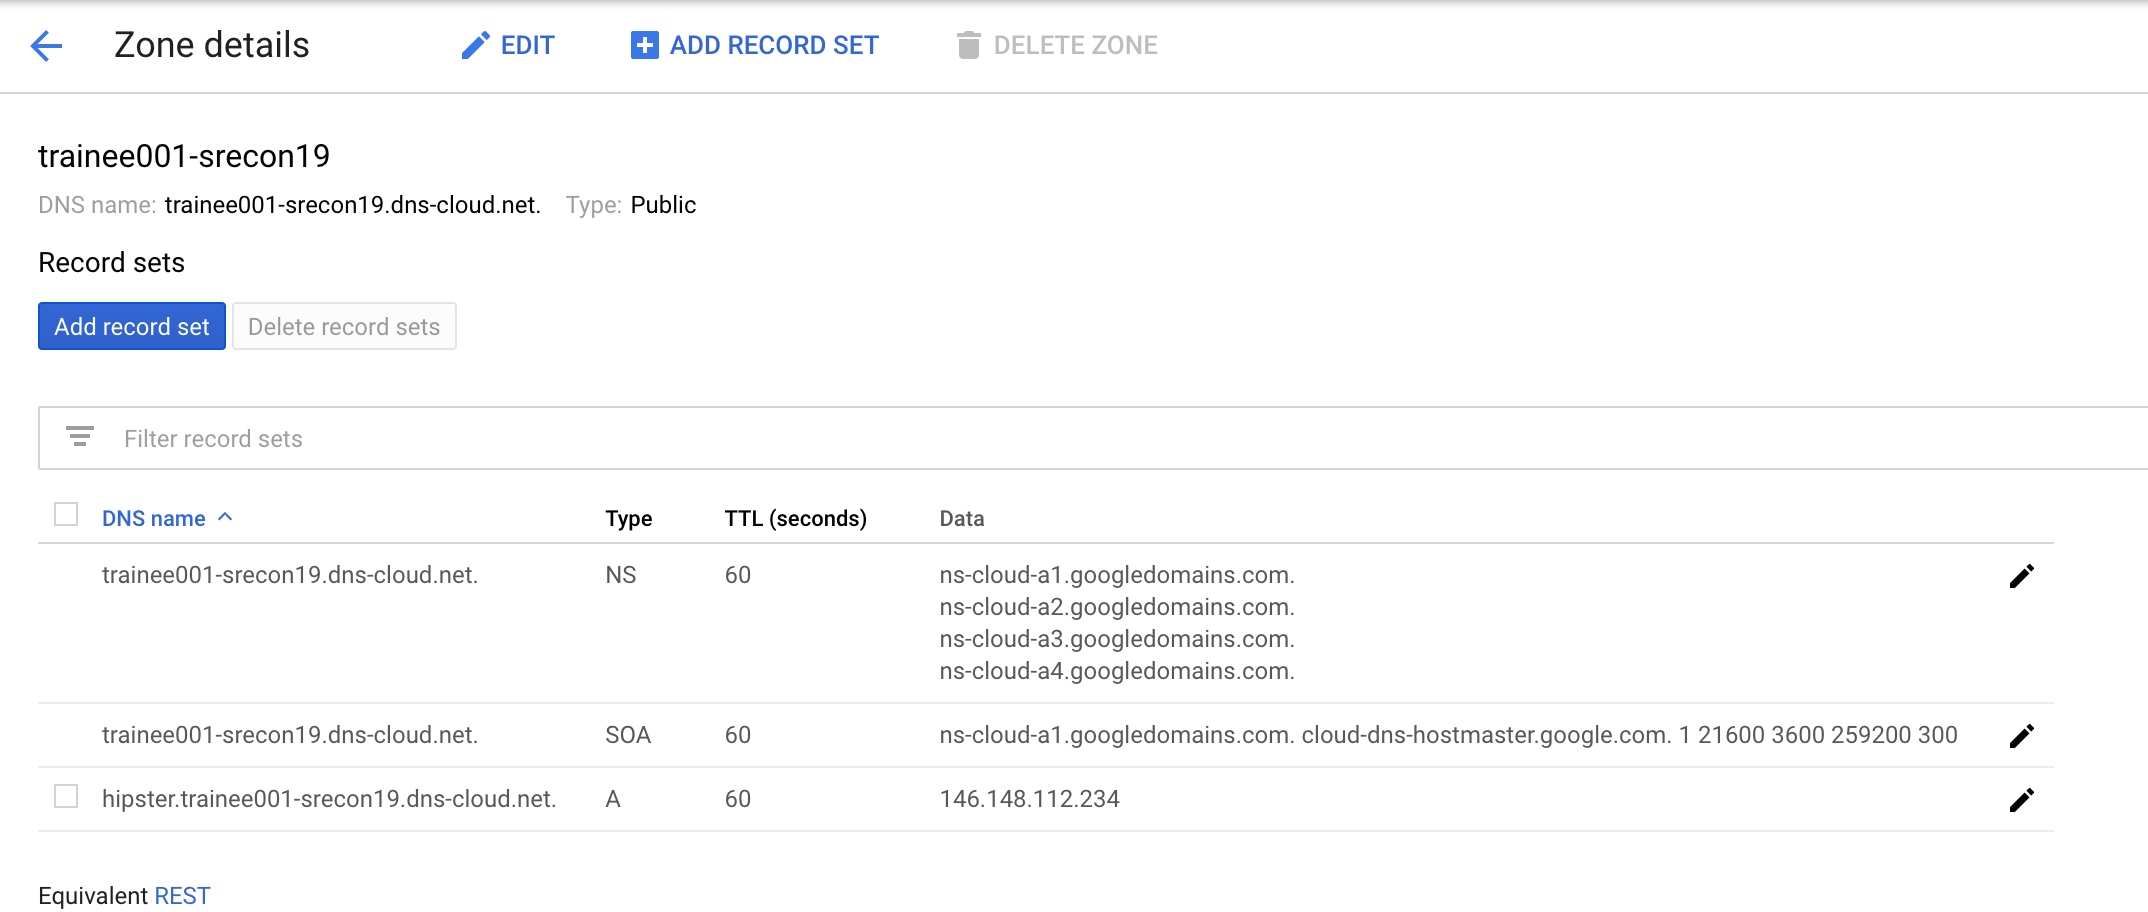 Zone details EDIT ADD RECORD SET DELETE ZONE
trainee001-srecon19
DNS name: trainee001-srecon19.dns-cloud.net. Type: Public
Record sets
Add record set Delete record sets
Filter record sets
DNS name Type TTL (seconds) Data
trainee001-srecon19.dns-cloud.net. NS 60 ns-cloud-a1.googledomains.com.
ns-cloud-a2.googledomains.com.
ns-cloud-a3.googledomains.com.
ns-cloud-a4.googledomains.com.
trainee001-srecon19.dns-cloud.net. SOA 60 ns-cloud-a1.googledomains.com. cloud-dns-hostmaster.google.com. 1 21600 3600 259200 300
hipster.trainee001-srecon19.dns-cloud.net. A 60 146.148.112.234
Equivalent REST